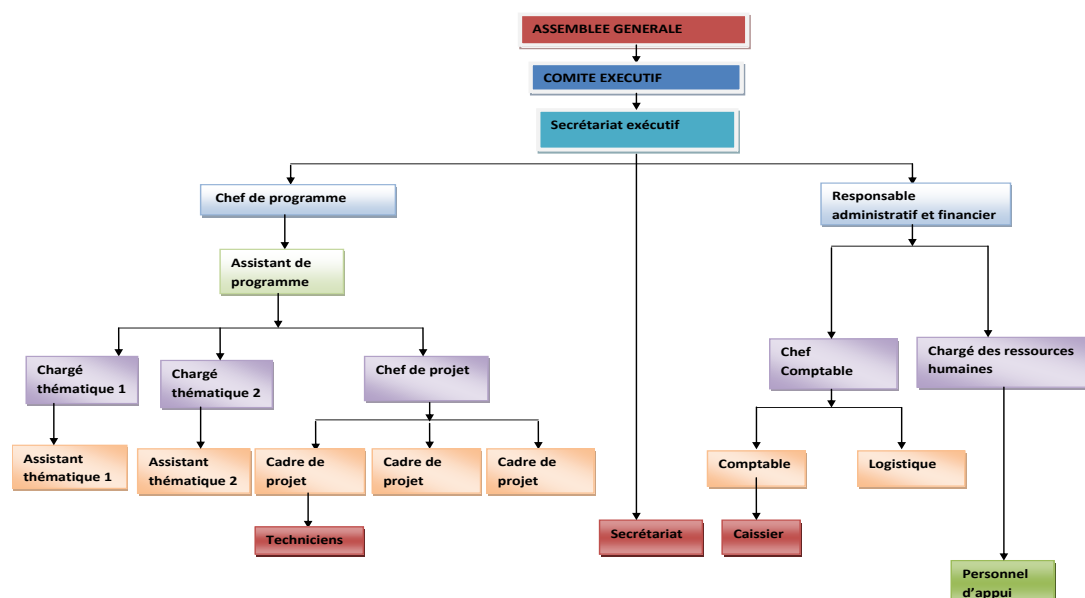 ASSEMBLEE GENERALE
COMITE EXECUTIF
Secrétariat exécutif
Chef de programme
Responsable
administratif et financier
Assistant de
programme
Chargé
thématique 1
Chargé
thématique 2
Chef de projet
Chef
Comptable
Chargé des ressources
humaines
Assistant
thématique 1
Assistant
thématique 2
Cadre de
projet
Cadre de
projet
Cadre de
projet
Comptable
Logistique
Techniciens
Secrétariat
Caissier
Personnel
d'appui